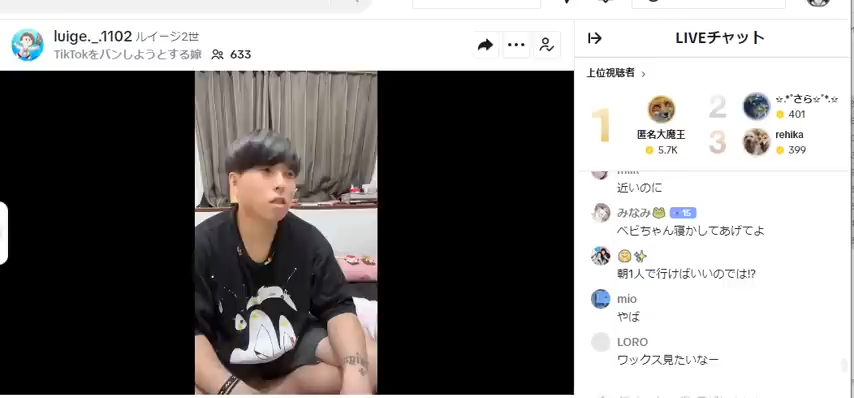 luige._.1102 ルイージ2世
TikTokをバンしようとする嫁 633
LIVEチャット
上位視聴者
1
匿名大魔王
5.7K
2
☆.*ﾟさら☆ﾟ*.☆
401
3
rehika
399
近いのに
みなみ🐸 15
ベビちゃん寝かしてあげてよ
朝1人で行けばいいのでは!?
mio
やば
LORO
ワックス見たいなー